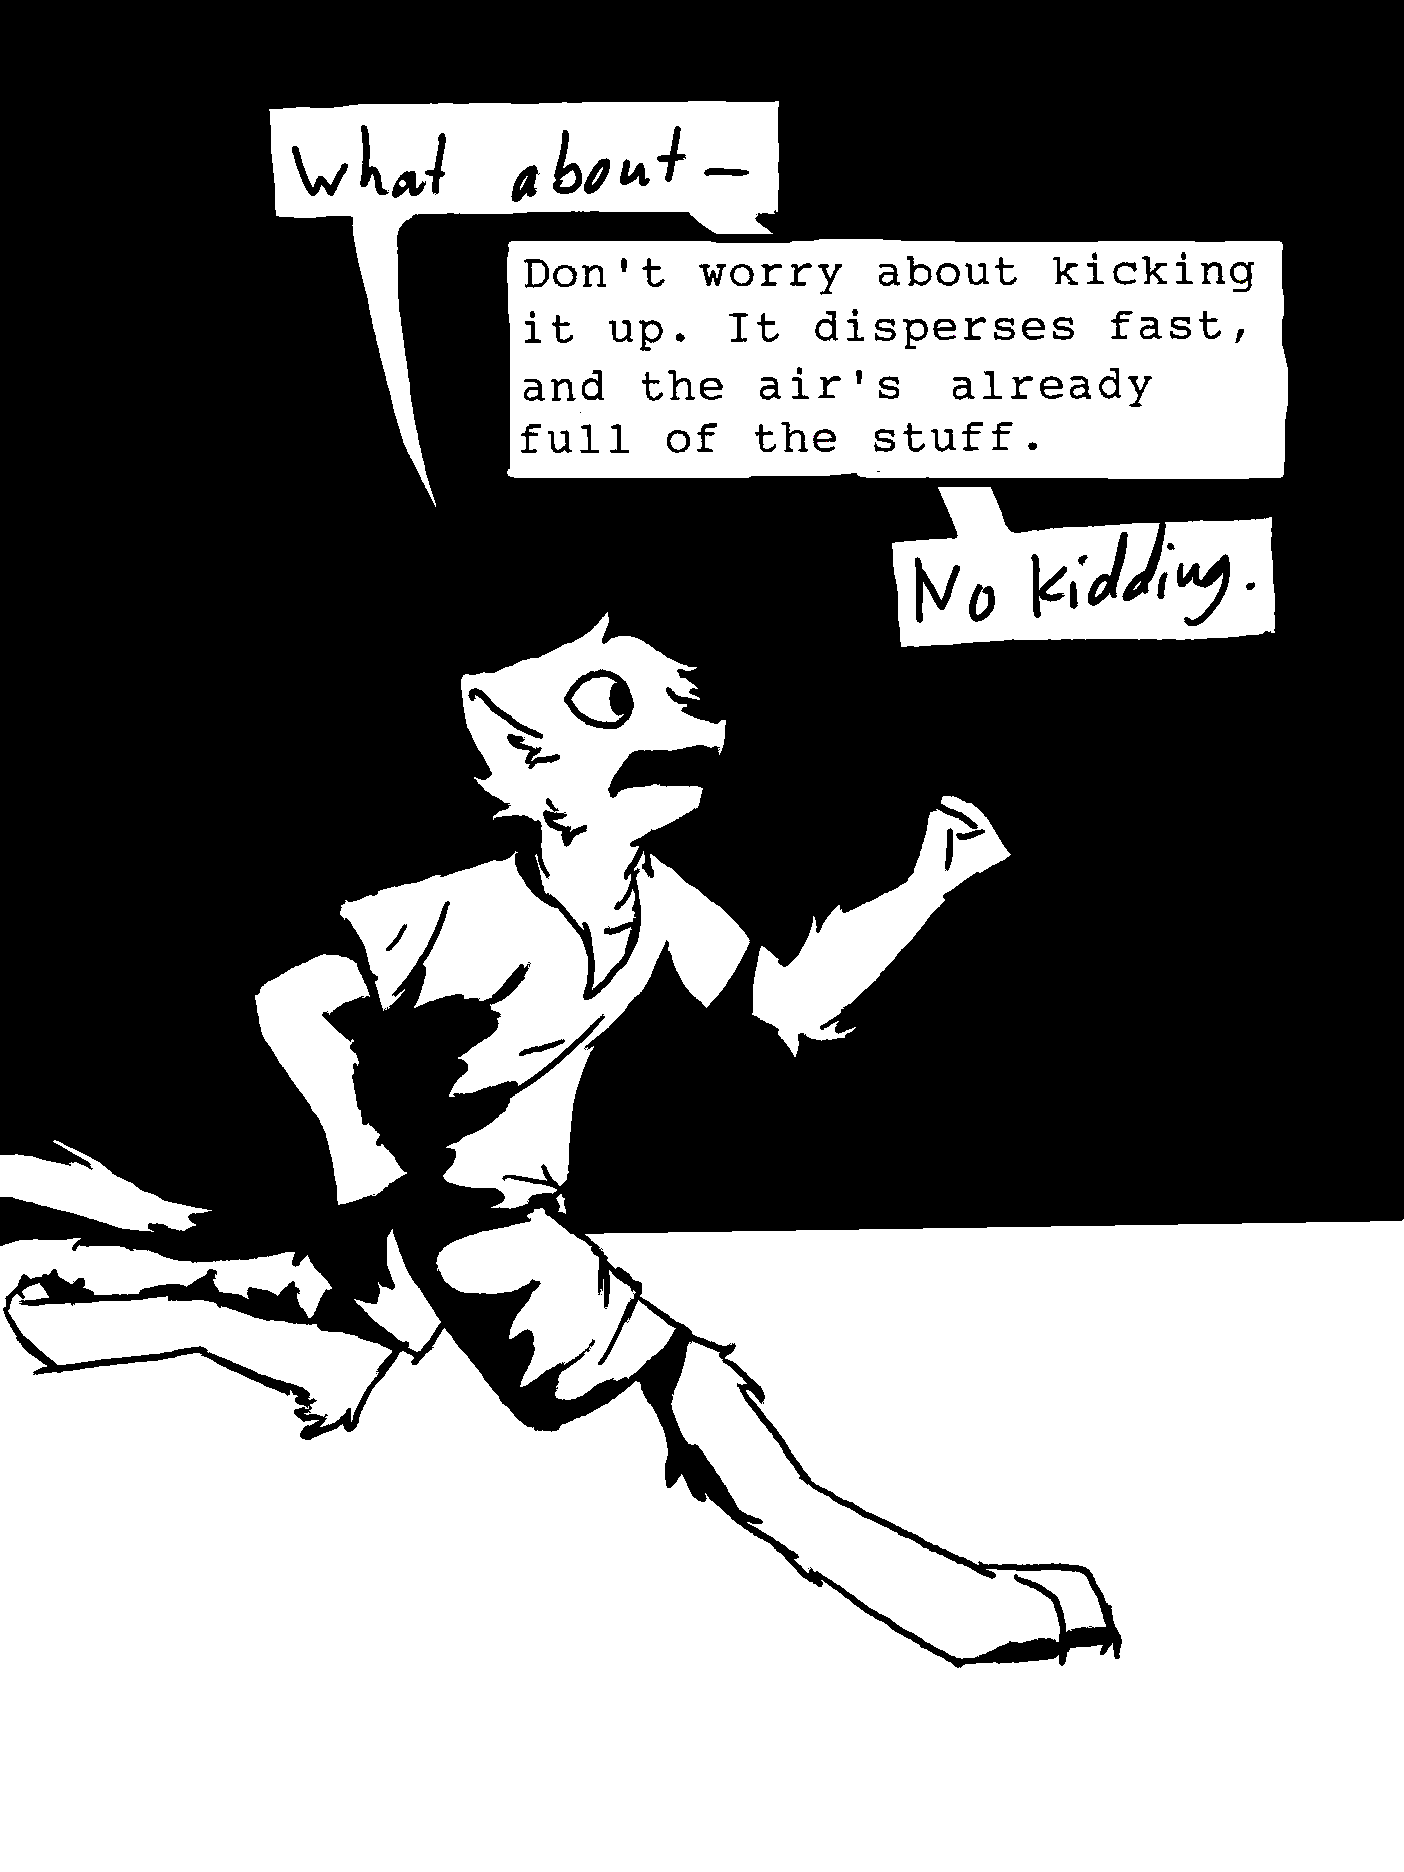 What about—
Don't worry about kicking
it up. It disperses fast,
and the air's already
full of the stuff.
No kidding.